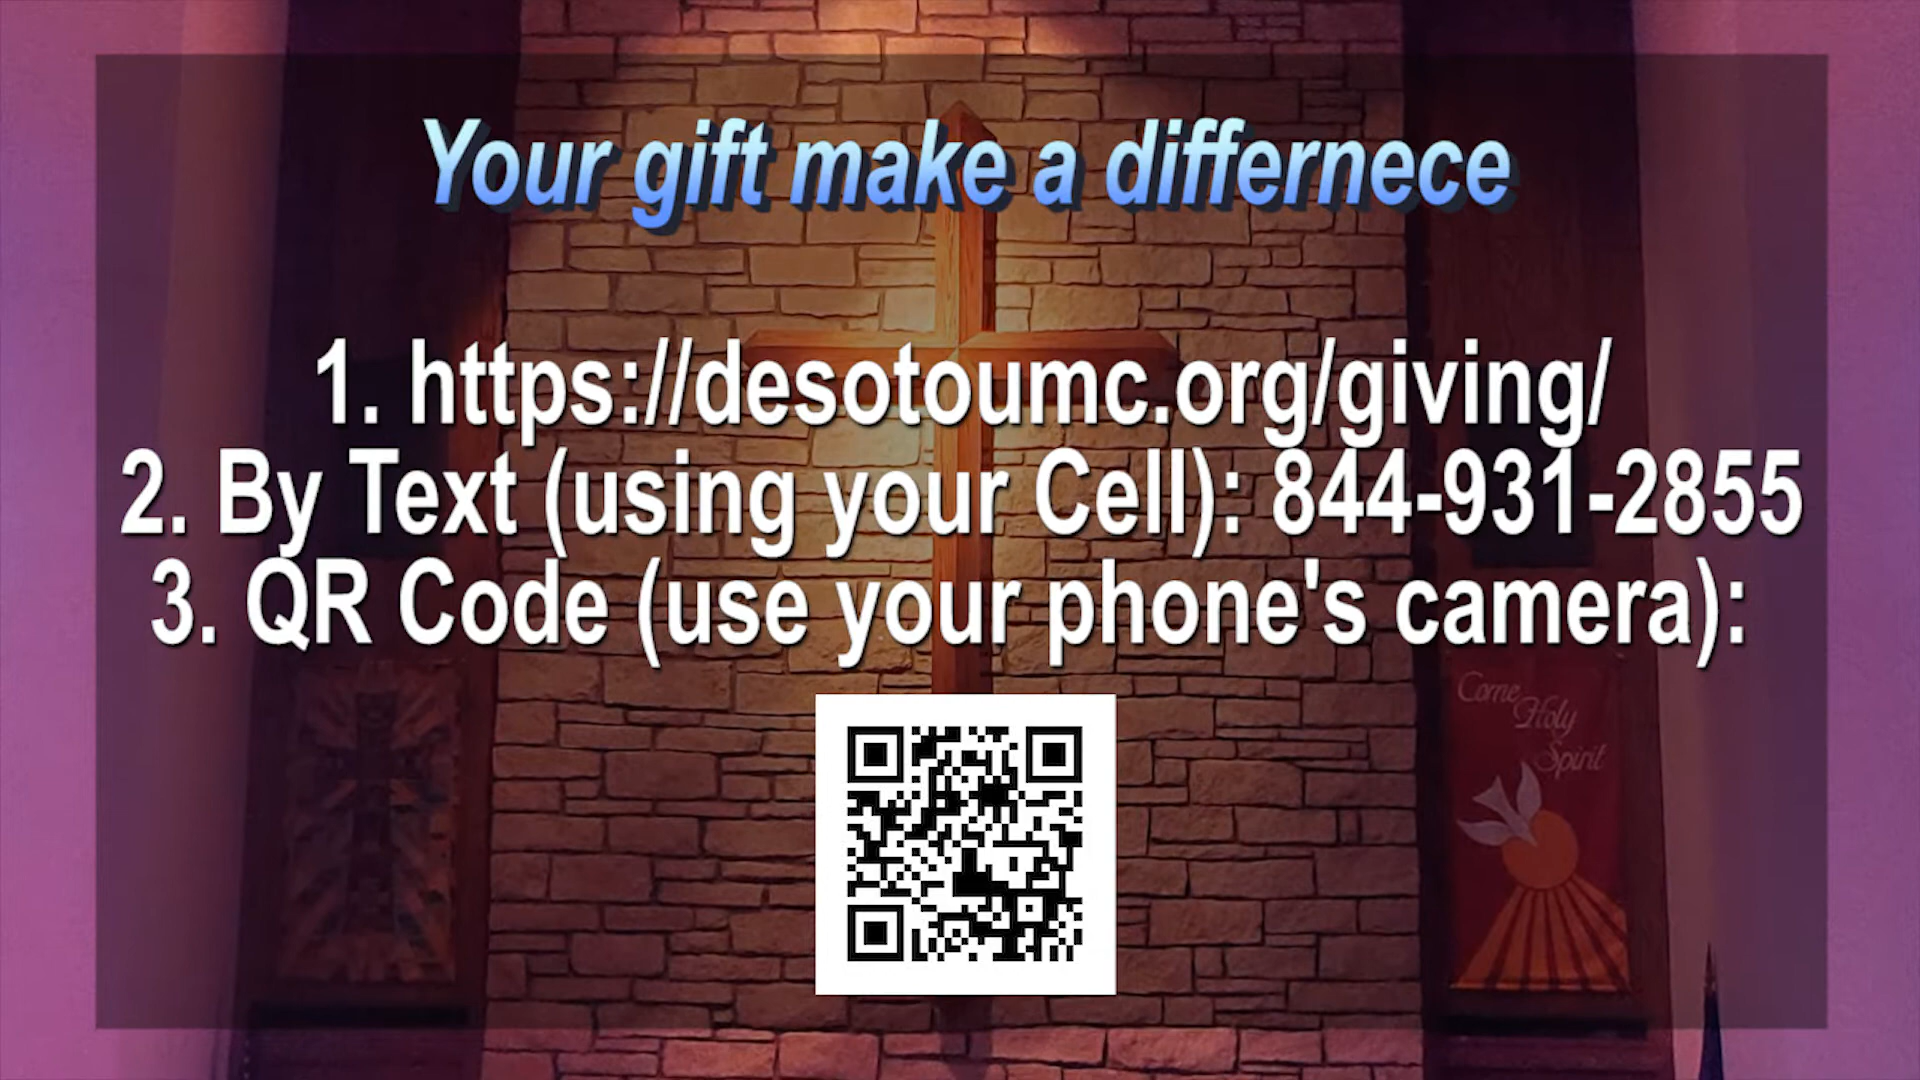 Your gift make a differnece
1. https://desotoumc.org/giving/
2. By Text (using your Cell): 844-931-2855
3. QR Code (use your phone's camera):
Come
Holy
Spirit